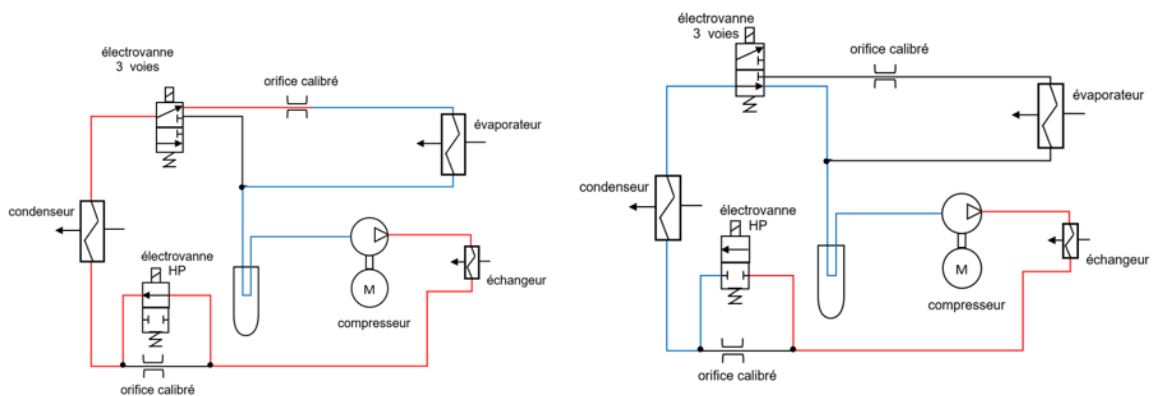 électrovanne
3 voies
orifice calibré
évaporateur
condenseur
électrovanne
HP
échangeur
M
compresseur
orifice calibré
électrovanne
3 voies
orifice calibré
évaporateur
condenseur
électrovanne
HP
échangeur
M
compresseur
orifice calibré